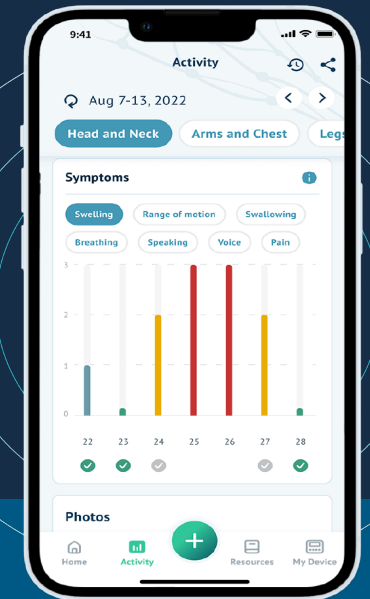 9:41
Activity
Aug 7-13, 2022
Head and Neck Arms and Chest Legs
Symptoms
Swelling Range of motion Swallowing
Breathing Speaking Voice Pain
3
2
1
0
22 23 24 25 26 27 28
Photos
Home Activity Resources My Device